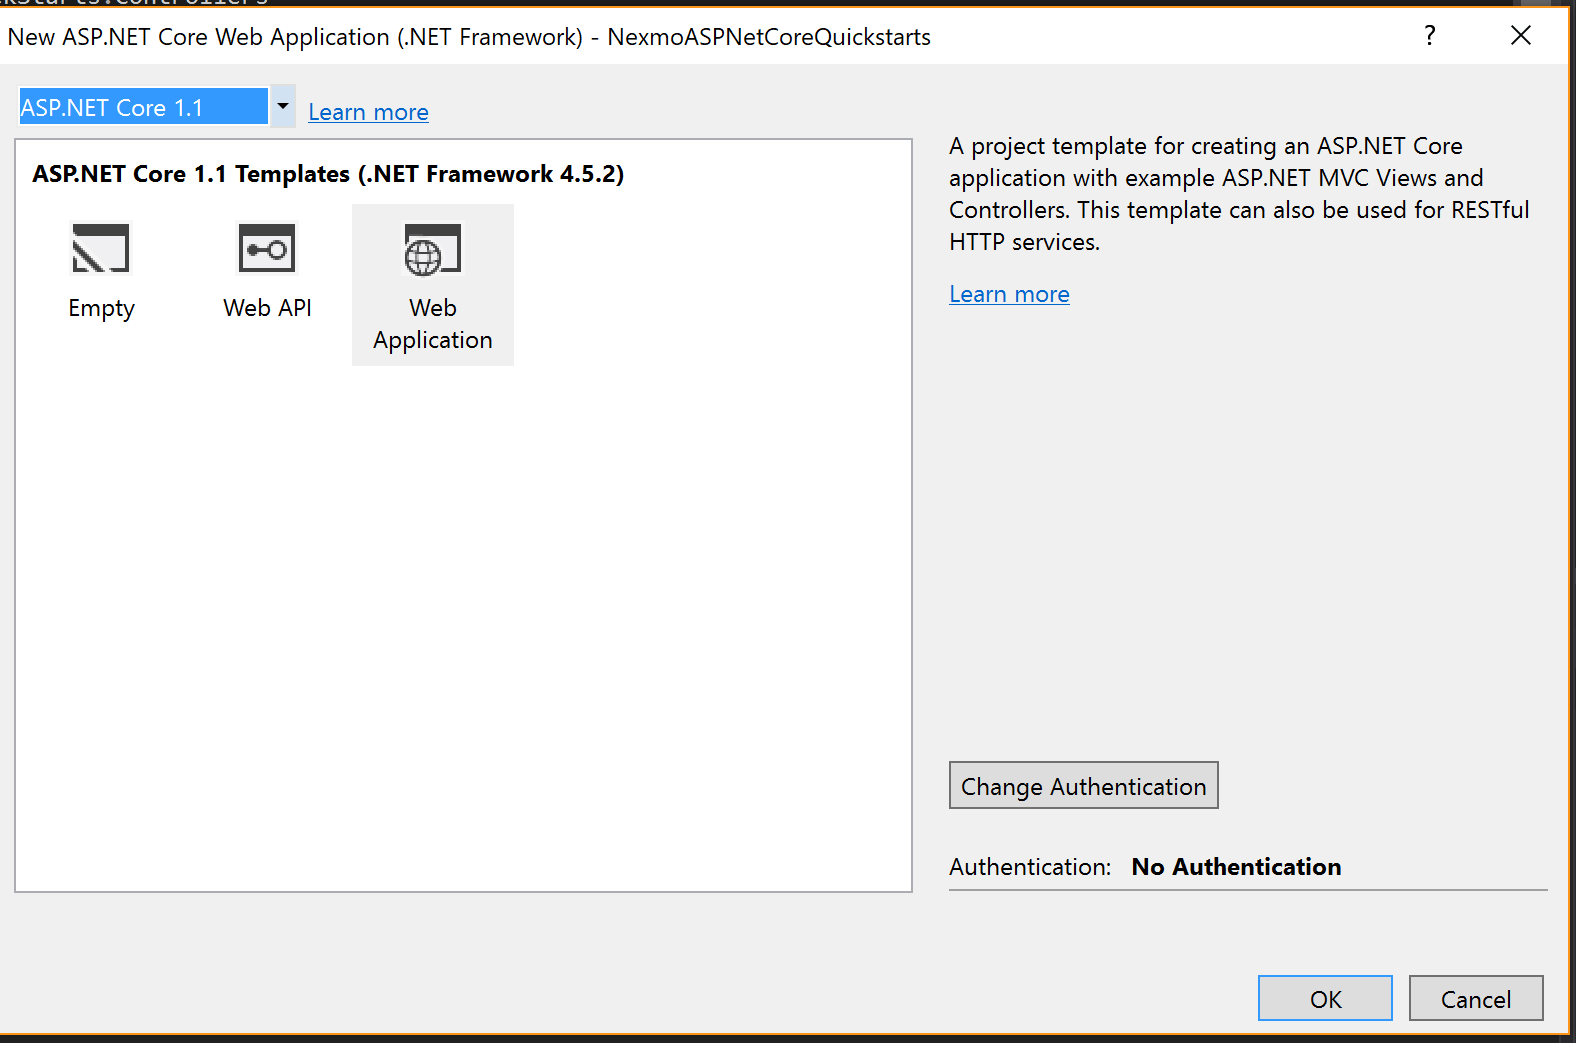 New ASP.NET Core Web Application (.NET Framework) - NexmoASPNetCoreQuickstarts
?
ASP.NET Core 1.1
Learn more
ASP.NET Core 1.1 Templates (.NET Framework 4.5.2)
Empty
Web API
Web
Application
A project template for creating an ASP.NET Core
application with example ASP.NET MVC Views and
Controllers. This template can also be used for RESTful
HTTP services.
Learn more
Change Authentication
Authentication: No Authentication
OK
Cancel